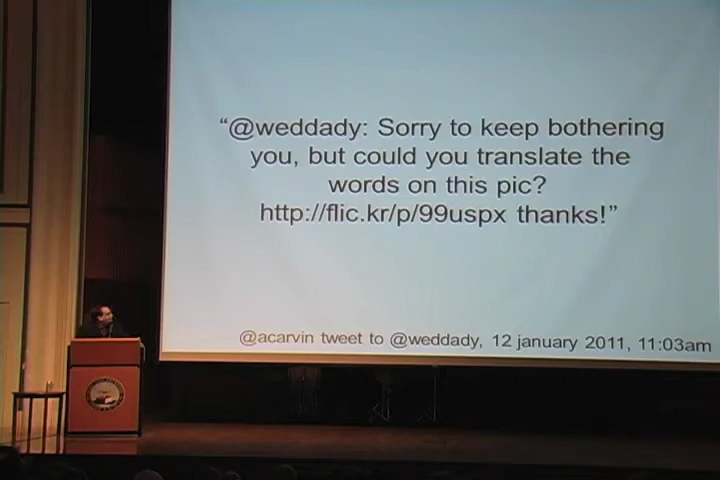 “@weddady: Sorry to keep bothering
you, but could you translate the
words on this pic?
http://flic.kr/p/99uspx thanks!”
@acarvin tweet to @weddady, 12 january 2011, 11:03am